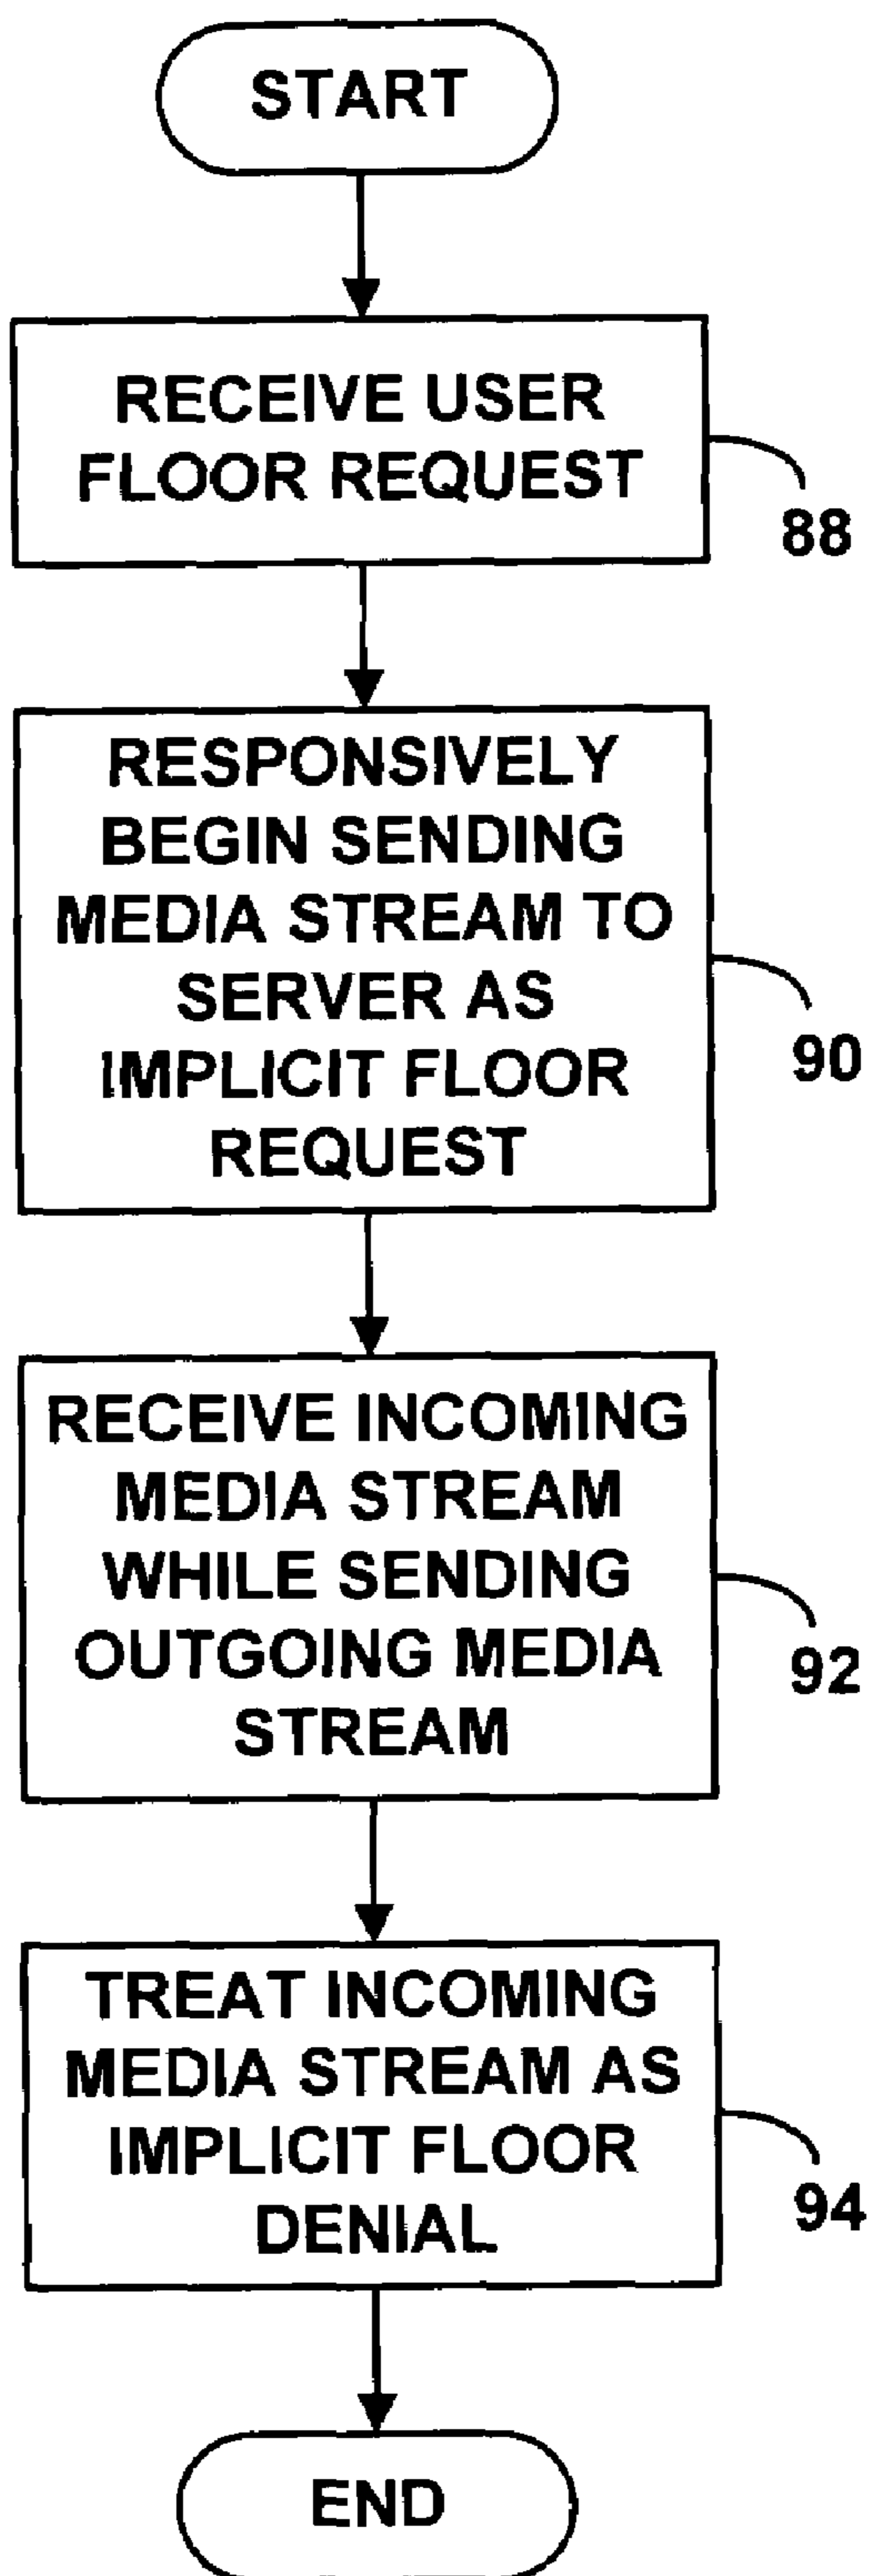 START
RECEIVE USER
FLOOR REQUEST
88
RESPONSIVELY
BEGIN SENDING
MEDIA STREAM TO
SERVER AS
IMPLICIT FLOOR
REQUEST
90
RECEIVE INCOMING
MEDIA STREAM
WHILE SENDING
OUTGOING MEDIA
STREAM
92
TREAT INCOMING
MEDIA STREAM AS
IMPLICIT FLOOR
DENIAL
94
END